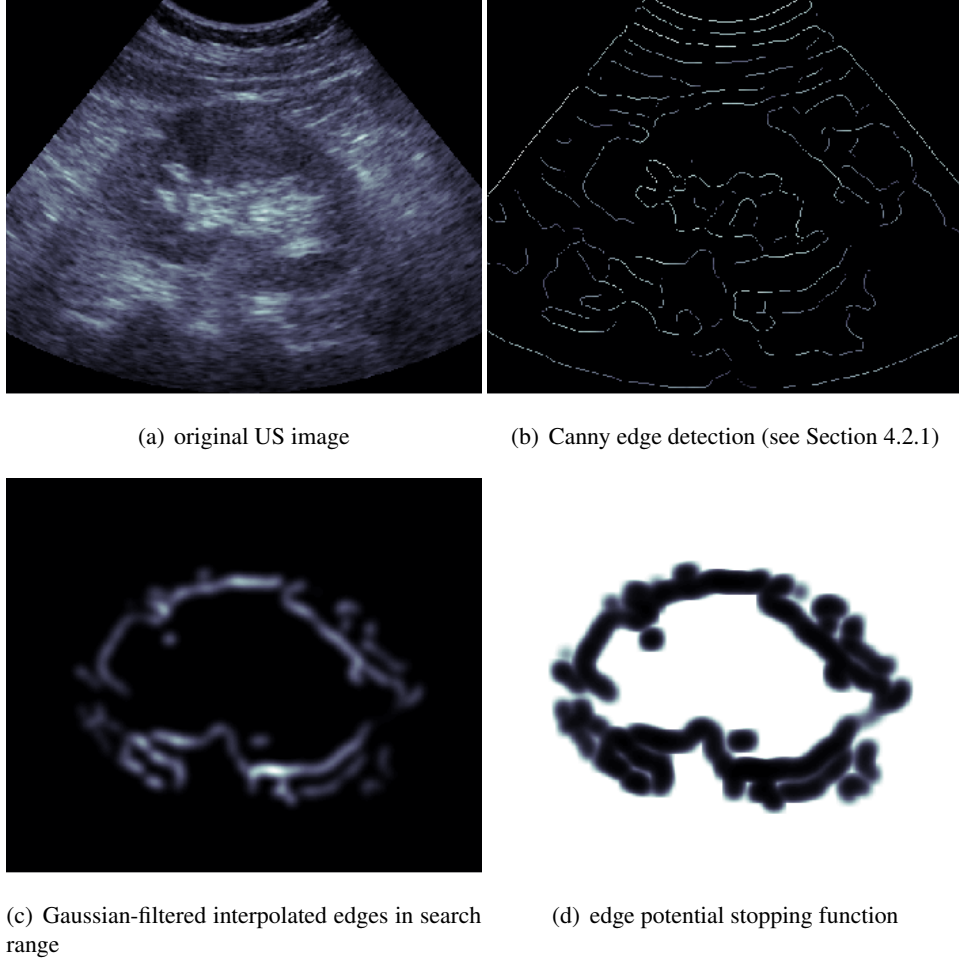 (a) original US image
(b) Canny edge detection (see Section 4.2.1)
(c) Gaussian-filtered interpolated edges in search
range
(d) edge potential stopping function